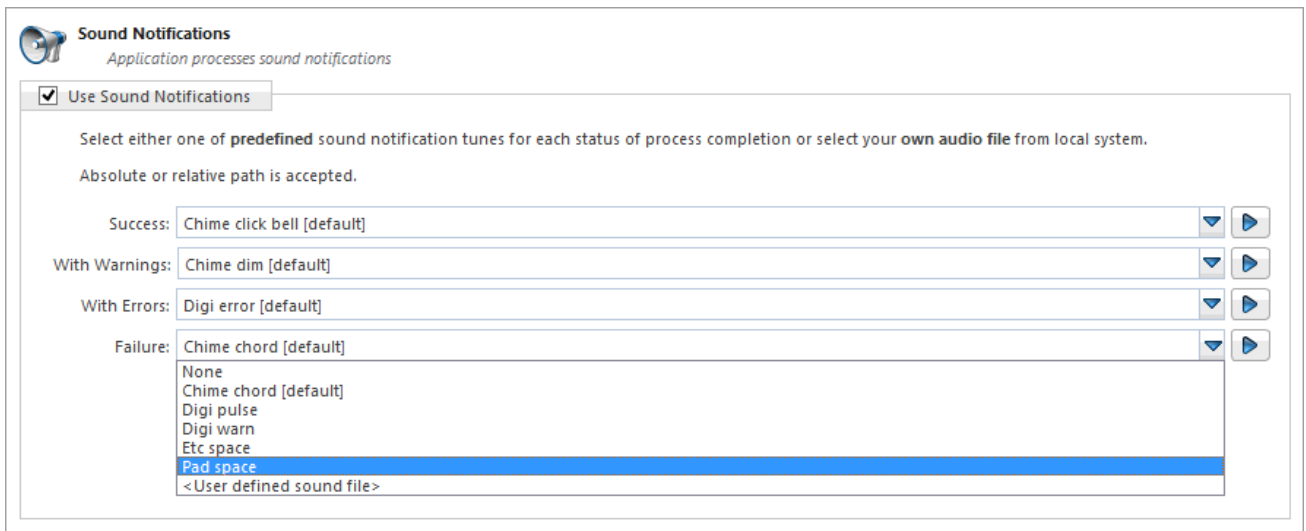 Sound Notifications
Application processes sound notifications
Use Sound Notifications
Select either one of predefined sound notification tunes for each status of process completion or select your own audio file from local system.
Absolute or relative path is accepted.
Success: Chime click bell [default]
With Warnings: Chime dim [default]
With Errors: Digi error [default]
Failure: Chime chord [default]
None
Chime chord [default]
Digi pulse
Digi warn
Etc space
Pad space
<User defined sound file>